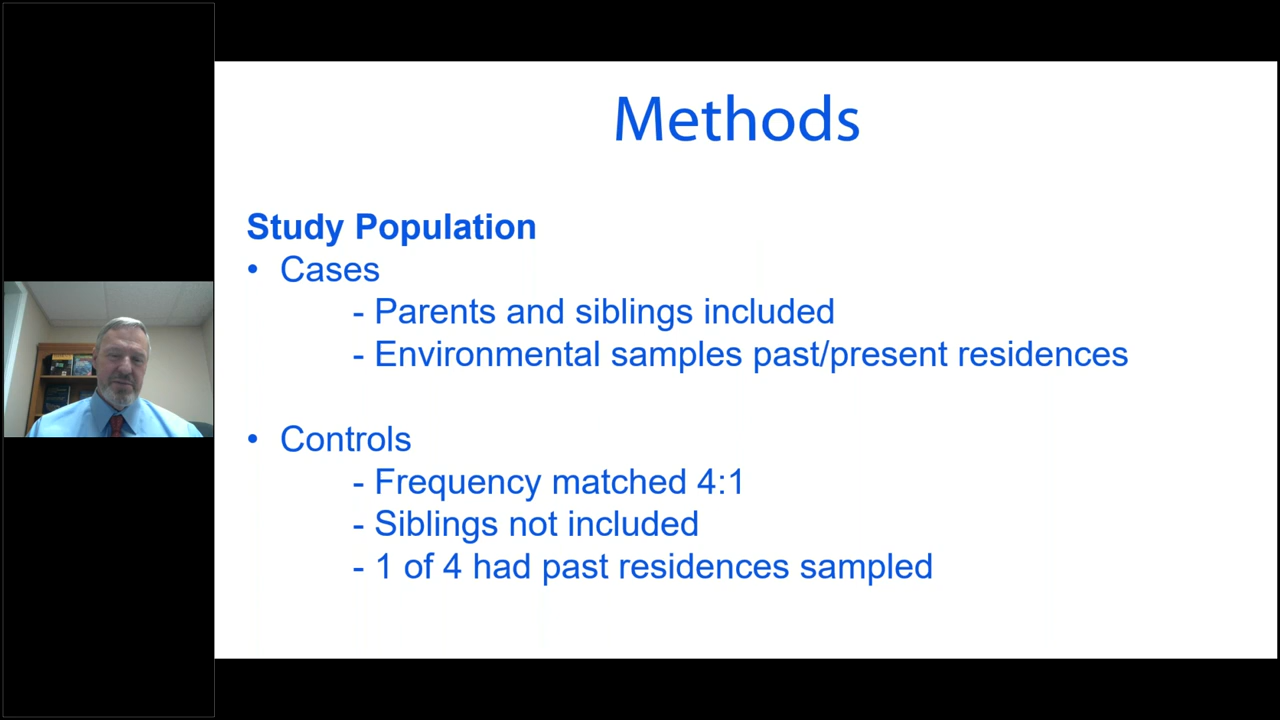 Methods
Study Population
• Cases
- Parents and siblings included
- Environmental samples past/present residences
• Controls
- Frequency matched 4:1
- Siblings not included
- 1 of 4 had past residences sampled